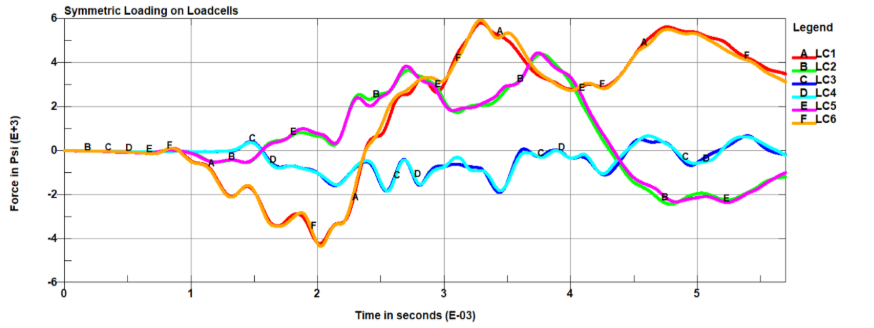 Symmetric Loading on Loadcells
Legend
A LC1
B LC2
C LC3
D LC4
E LC5
F LC6
Force in Psi (E+3)
6
4
2
0
-2
-4
-6
A
F
A
F
E
B
B
E
F
E
B C D E F
A B
C
D
E
F
A
C D
C D
C D
B E
0 1 2 3 4 5
Time in seconds (E-03)